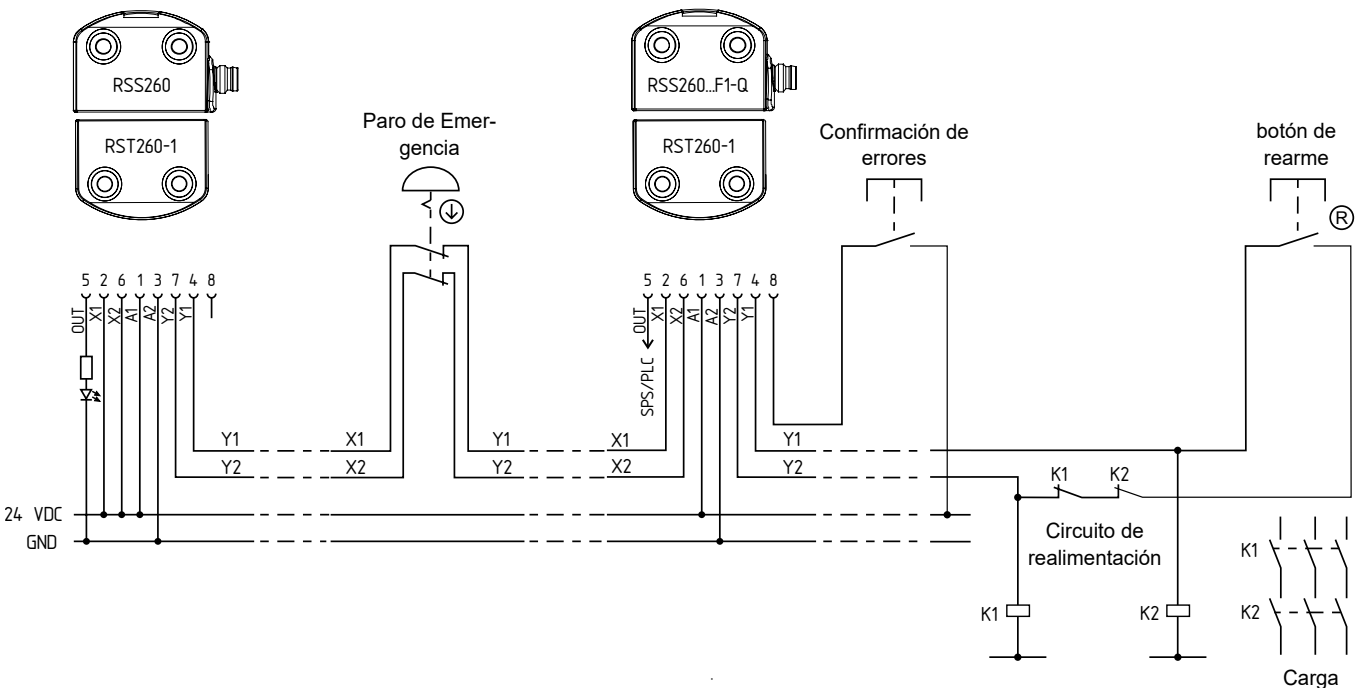 RSS260
RST260-1
Paro de Emer-
gencia
RSS260...F1-Q
RST260-1
Confirmación de
errores
botón de
rearme
R
5 2 6 1 3 7 4 8
OUT X1 X2 A1 A2 Y2 Y1
5 2 6 1 3 7 4 8
OUT X1 X2 A1 A2 Y2 Y1
SPS/PLC
Y1 X1 Y1 X1 Y1
Y2 X2 Y2 X2 Y2
K1 K2
24 VDC
GND
Circuito de
realimentación
K1
K2
K1
K2
Carga